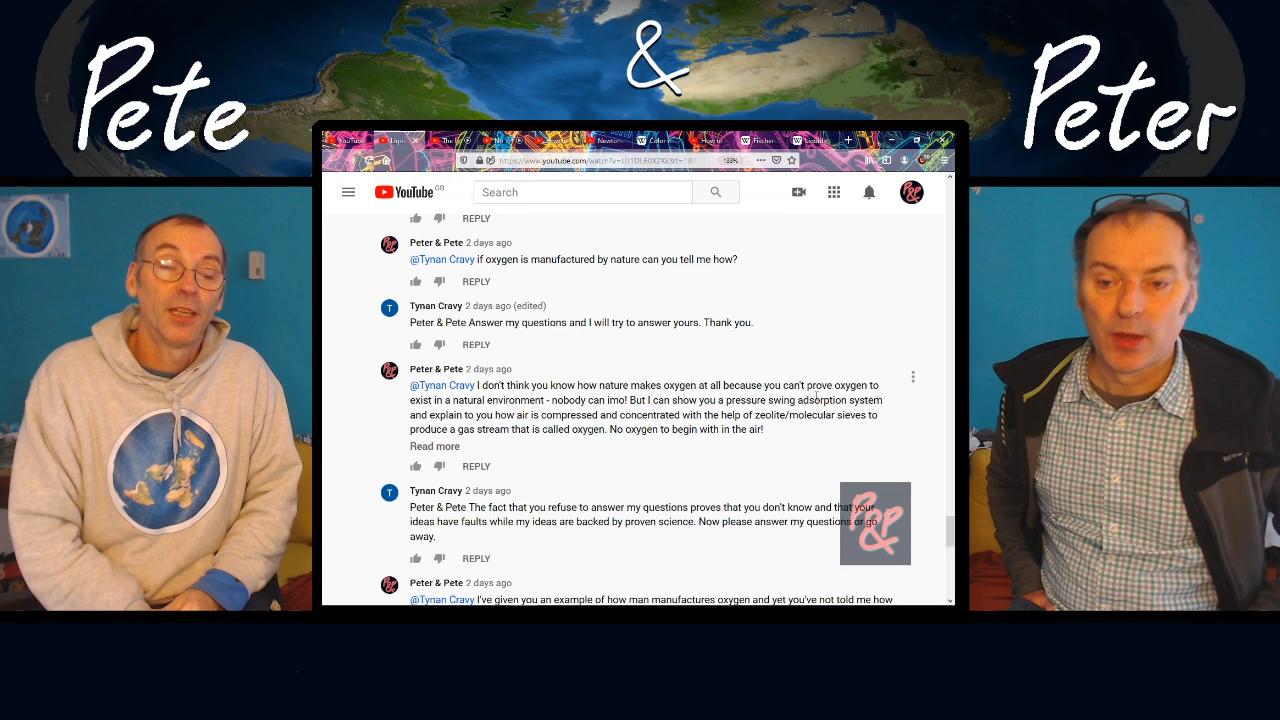 Pete
&
Peter
https://www.youtube.com/watch?v=
133%
YouTube GB
Search
REPLY
Peter & Pete 2 days ago
@Tynan Cravy if oxygen is manufactured by nature can you tell me how?
REPLY
T
Tynan Cravy 2 days ago (edited)
Peter & Pete Answer my questions and I will try to answer yours. Thank you.
REPLY
Peter & Pete 2 days ago
@Tynan Cravy I don't think you know how nature makes oxygen at all because you can't prove oxygen to
exist in a natural environment - nobody can imo! But I can show you a pressure swing adsorption system
and explain to you how air is compressed and concentrated with the help of zeolite/molecular sieves to
produce a gas stream that is called oxygen. No oxygen to begin with in the air!
Read more
REPLY
T
Tynan Cravy 2 days ago
Peter & Pete The fact that you refuse to answer my questions proves that you don't know and that your
ideas have faults while my ideas are backed by proven science. Now please answer my questions or go
away.
REPLY
P&P
Peter & Pete 2 days ago
@Tynan Cravy I've given you an example of how man manufactures oxygen and yet you've not told me how